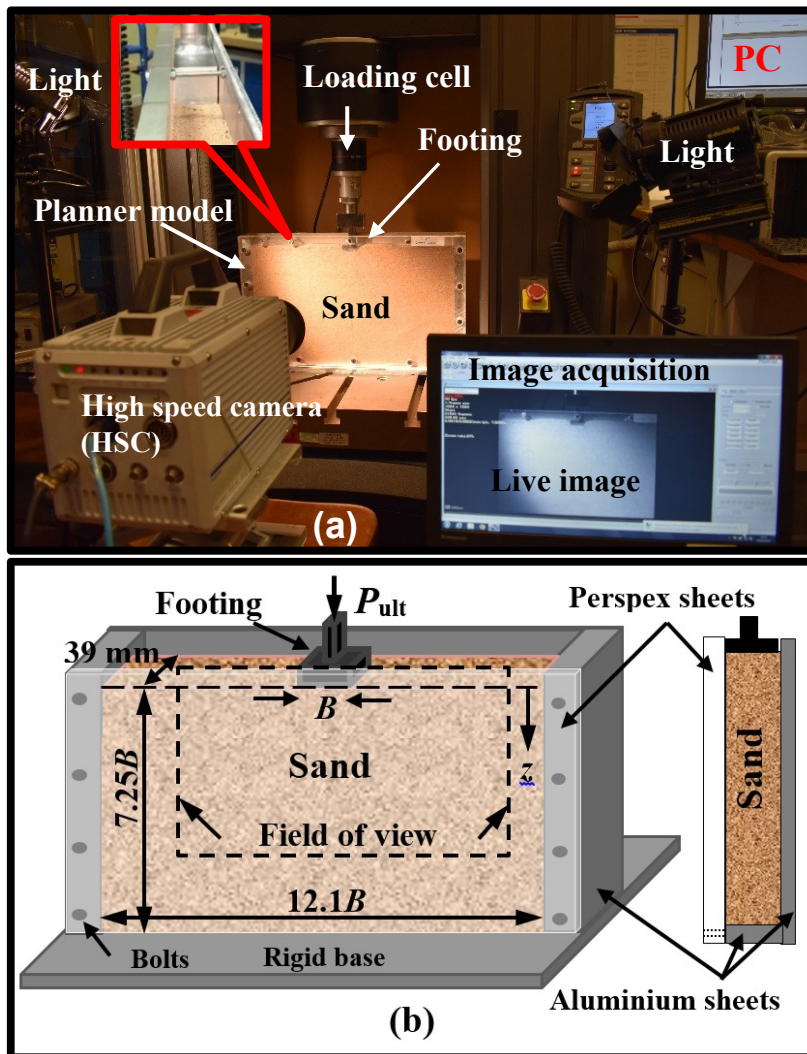 PC
Light
Loading cell
Footing
Light
Planner model
Sand
Image acquisition
High speed camera
(HSC)
Live image
(a)
Footing
P_ult
Perspex sheets
39 mm
B
Sand
z
Sand
7.25B
Field of view
12.1B
Bolts
Rigid base
Aluminium sheets
(b)